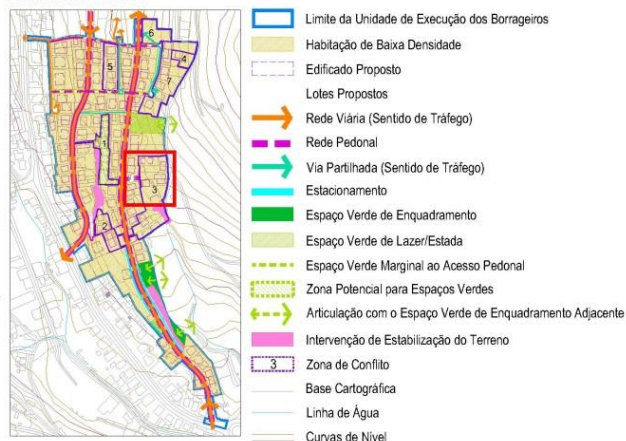 6
4
5
7
1
3
2
Limite da Unidade de Execução dos Borrageiros
Habitação de Baixa Densidade
Edificado Proposto
Lotes Propostos
Rede Viária (Sentido de Tráfego)
Rede Pedonal
Via Partilhada (Sentido de Tráfego)
Estacionamento
Espaço Verde de Enquadramento
Espaço Verde de Lazer/Estada
Espaço Verde Marginal ao Acesso Pedonal
Zona Potencial para Espaços Verdes
Articulação com o Espaço Verde de Enquadramento Adjacente
Intervenção de Estabilização do Terreno
3 Zona de Conflito
Base Cartográfica
Linha de Água
Curvas de Nível